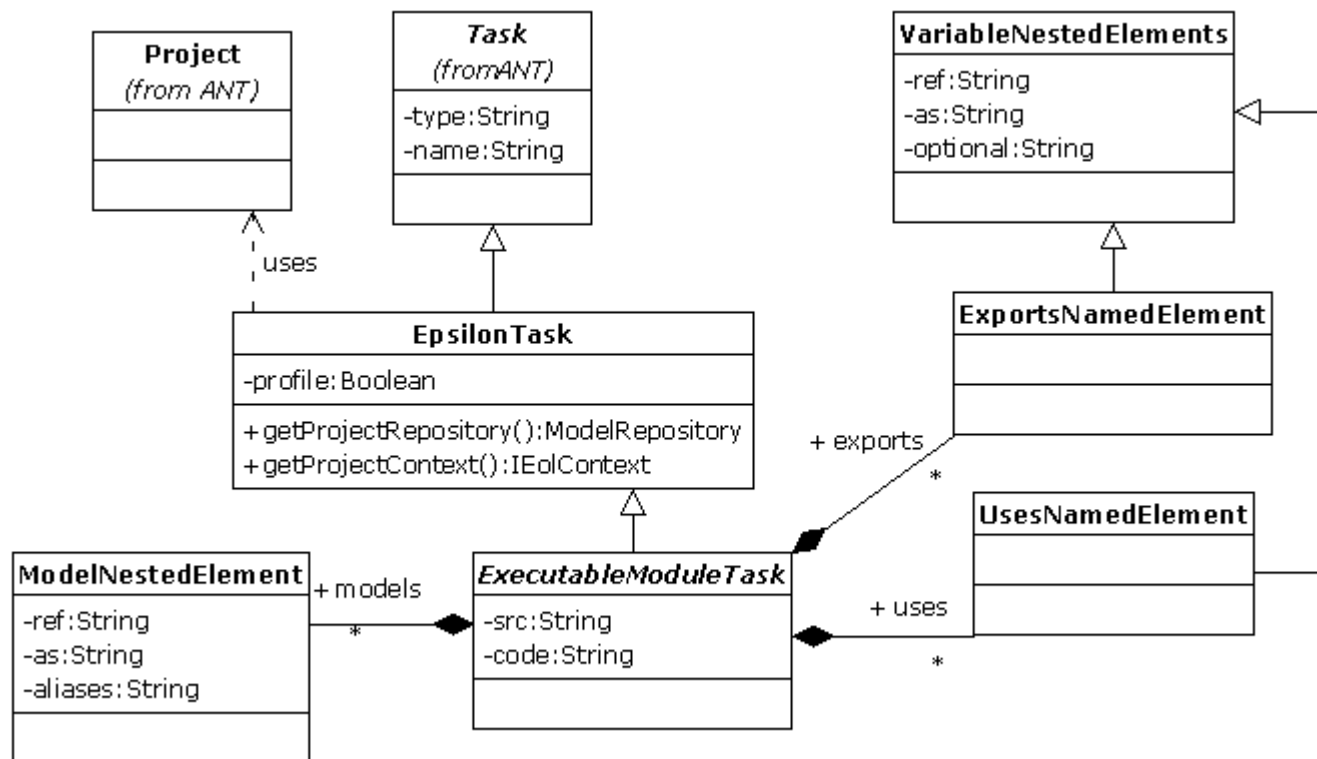 Project
(from ANT)
Task
(fromANT)
-type:String
-name:String
VariableNestedElements
-ref:String
-as:String
-optional:String
uses
EpsilonTask
-profile:Boolean
+getProjectRepository():ModelRepository
+getProjectContext():IEolContext
ExportsNamedElement
+ exports
*
UsesNamedElement
+ uses
*
ModelNestedElement
-ref:String
-as:String
-aliases:String
+ models
*
ExecutableModuleTask
-src:String
-code:String